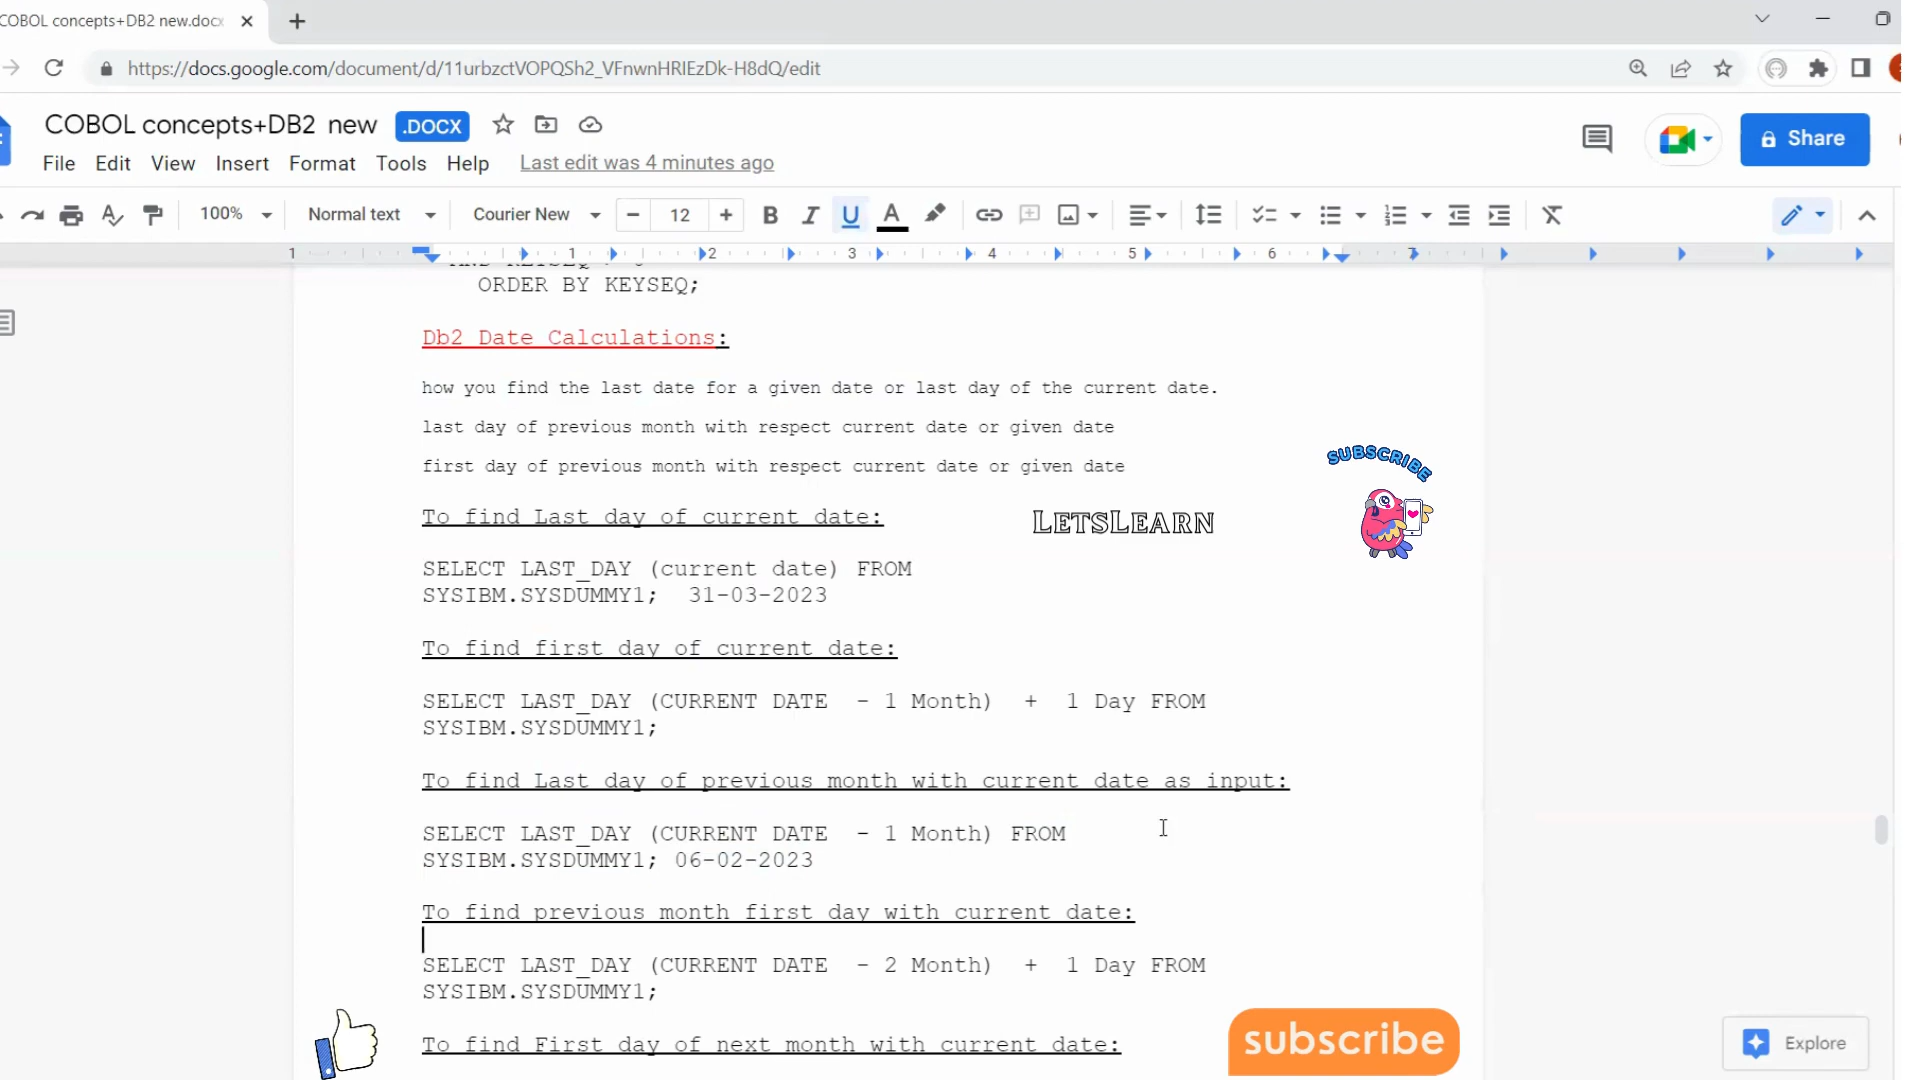 COBOL concepts+DB2 new.docx
https://docs.google.com/document/d/11urbzctVOPQSh2_VFnwnHRIEzDk-H8dQ/edit
COBOL concepts+DB2 new .DOCX
Share
File Edit View Insert Format Tools Help Last edit was 4 minutes ago
100% Normal text Courier New 12
1 1 2 3 4 5 6 7
ORDER BY KEYSEQ;
Db2 Date Calculations:
how you find the last date for a given date or last day of the current date.
last day of previous month with respect current date or given date
first day of previous month with respect current date or given date
SUBSCRIBE
To find Last day of current date:
LETSLEARN
SELECT LAST_DAY (current date) FROM
SYSIBM.SYSDUMMY1; 31-03-2023
To find first day of current date:
SELECT LAST_DAY (CURRENT DATE - 1 Month) + 1 Day FROM
SYSIBM.SYSDUMMY1;
To find Last day of previous month with current date as input:
SELECT LAST_DAY (CURRENT DATE - 1 Month) FROM
SYSIBM.SYSDUMMY1; 06-02-2023
To find previous month first day with current date:
SELECT LAST_DAY (CURRENT DATE - 2 Month) + 1 Day FROM
SYSIBM.SYSDUMMY1;
To find First day of next month with current date:
subscribe
Explore